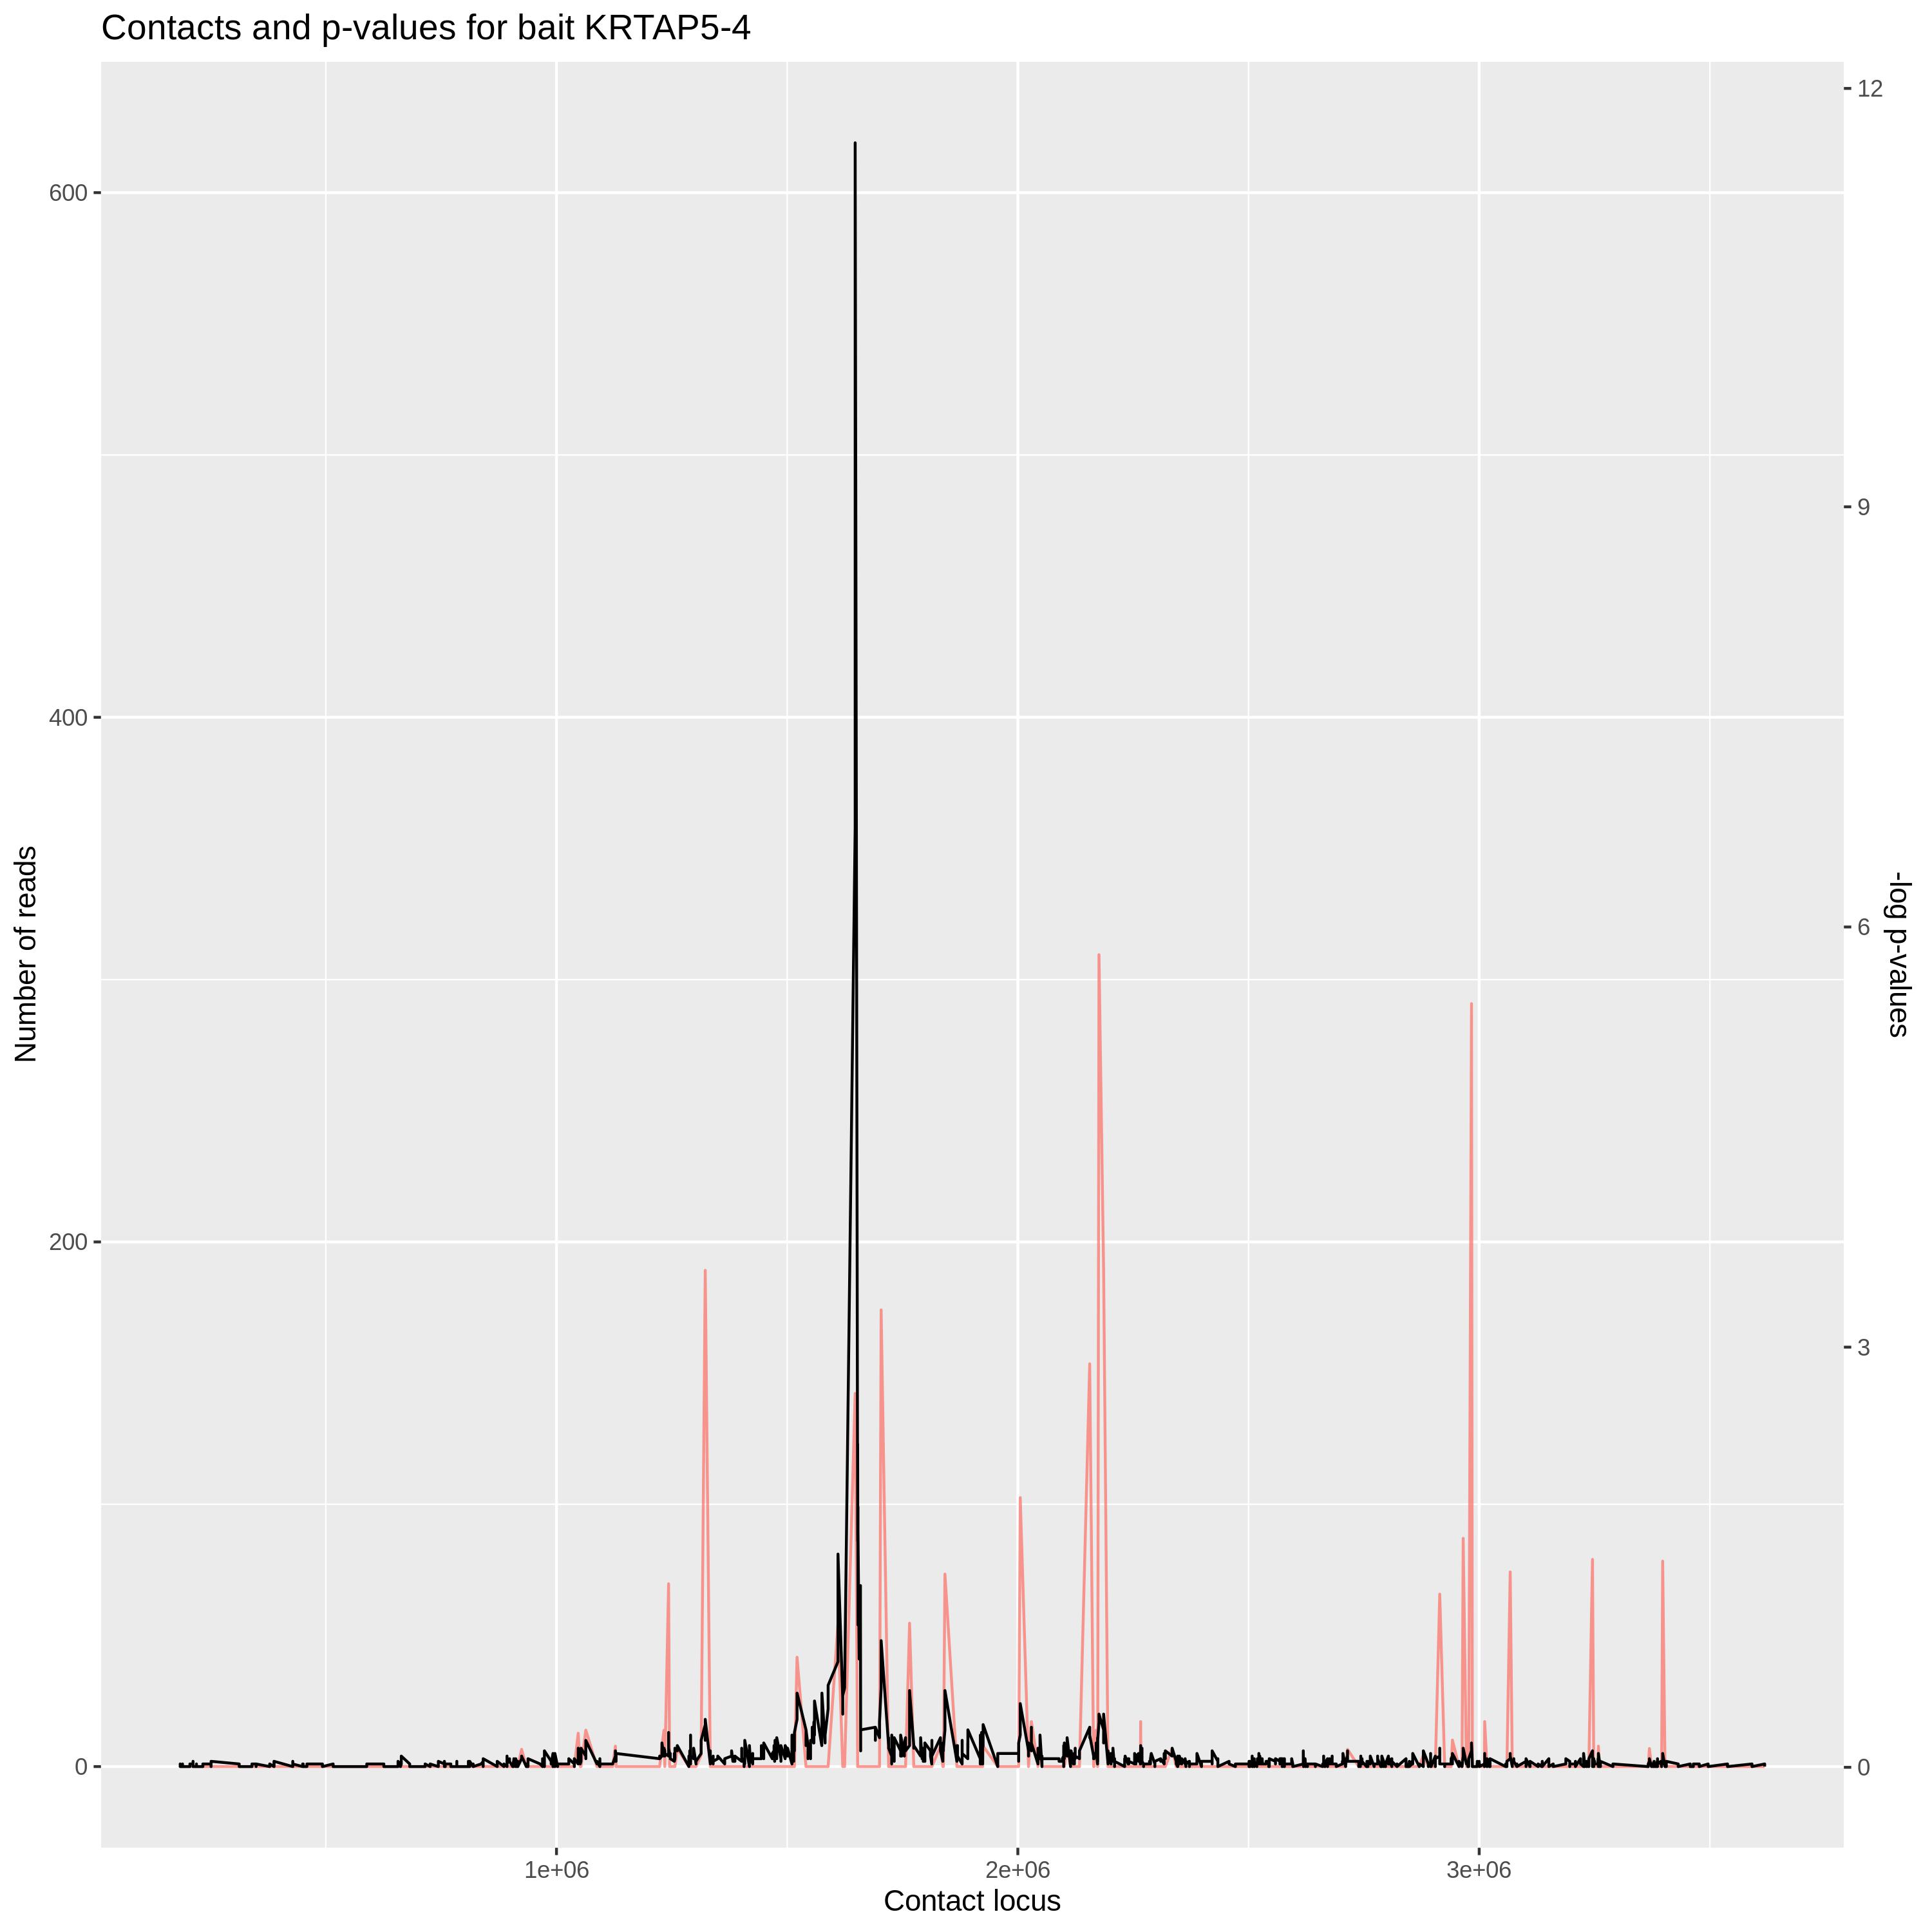 Contacts and p-values for bait KRTAP5-4
Number of reads
600
400
200
0
12
9
6
3
0
-log p-values
1e+06
2e+06
3e+06
Contact locus